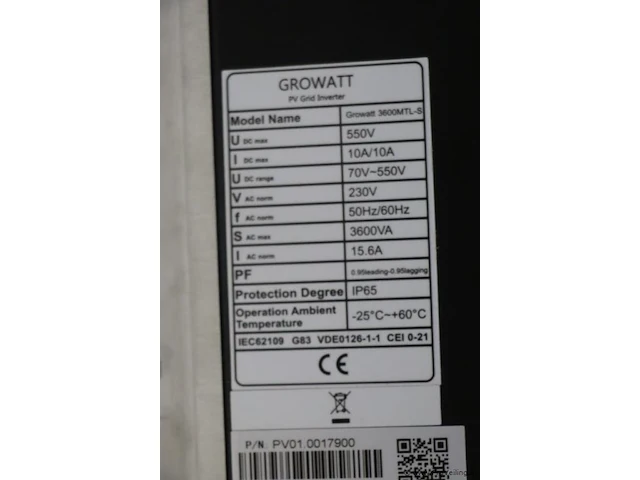 GROWATT
PV Grid Inverter
Model Name Growatt 3600MTL-S
U DC max 550V
I DC max 10A/10A
U DC range 70V~550V
V AC norm 230V
f AC norm 50Hz/60Hz
S AC max 3600VA
I AC norm 15.6A
PF 0.95leading-0.95lagging
Protection Degree IP65
Operation Ambient
Temperature -25°C~+60°C
IEC62109 G83 VDE0126-1-1 CEI 0-21
CE
P/N: PV01.0017900